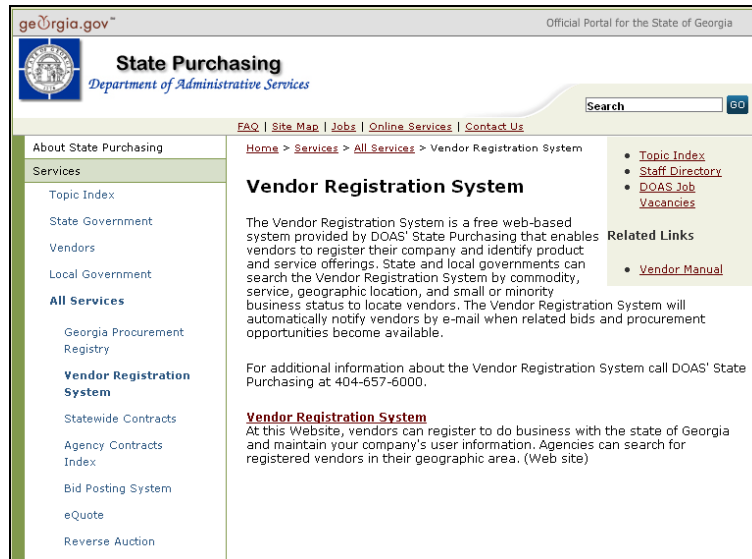 georgia.gov™
Official Portal for the State of Georgia
State Purchasing
Department of Administrative Services
Search
GO
FAQ | Site Map | Jobs | Online Services | Contact Us
About State Purchasing
Services
Topic Index
State Government
Vendors
Local Government
All Services
Georgia Procurement
Registry
Vendor Registration
System
Statewide Contracts
Agency Contracts
Index
Bid Posting System
eQuote
Reverse Auction
Home > Services > All Services > Vendor Registration System
Vendor Registration System
The Vendor Registration System is a free web-based
system provided by DOAS' State Purchasing that enables
vendors to register their company and identify product
and service offerings. State and local governments can
search the Vendor Registration System by commodity,
service, geographic location, and small or minority
business status to locate vendors. The Vendor Registration System will
automatically notify vendors by e-mail when related bids and procurement
opportunities become available.
For additional information about the Vendor Registration System call DOAS' State
Purchasing at 404-657-6000.
Vendor Registration System
At this Website, vendors can register to do business with the state of Georgia
and maintain your company's user information. Agencies can search for
registered vendors in their geographic area. (Web site)
Topic Index
Staff Directory
DOAS Job
Vacancies
Related Links
Vendor Manual